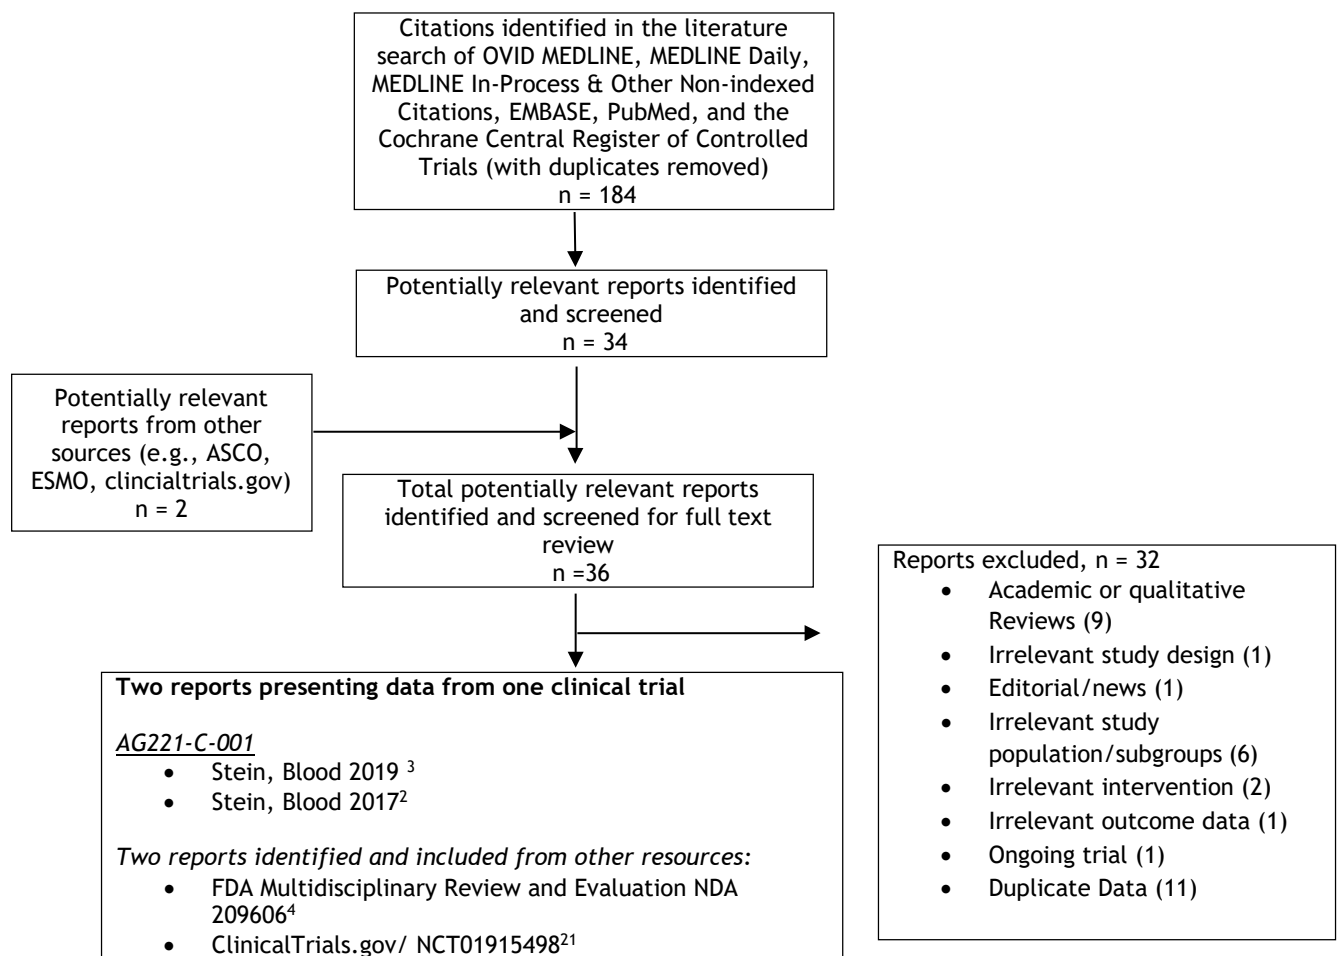 Citations identified in the literature
search of OVID MEDLINE, MEDLINE Daily,
MEDLINE In-Process & Other Non-indexed
Citations, EMBASE, PubMed, and the
Cochrane Central Register of Controlled
Trials (with duplicates removed)
n = 184
Potentially relevant reports identified
and screened
n = 34
Potentially relevant
reports from other
sources (e.g., ASCO,
ESMO, clincialtrials.gov)
n = 2
Total potentially relevant reports
identified and screened for full text
review
n =36
Reports excluded, n = 32
• Academic or qualitative
Reviews (9)
• Irrelevant study design (1)
• Editorial/news (1)
• Irrelevant study
population/subgroups (6)
• Irrelevant intervention (2)
• Irrelevant outcome data (1)
• Ongoing trial (1)
• Duplicate Data (11)
Two reports presenting data from one clinical trial
AG221-C-001
• Stein, Blood 2019 ³
• Stein, Blood 2017²
Two reports identified and included from other resources:
• FDA Multidisciplinary Review and Evaluation NDA
209606⁴
• ClinicalTrials.gov/ NCT01915498²¹